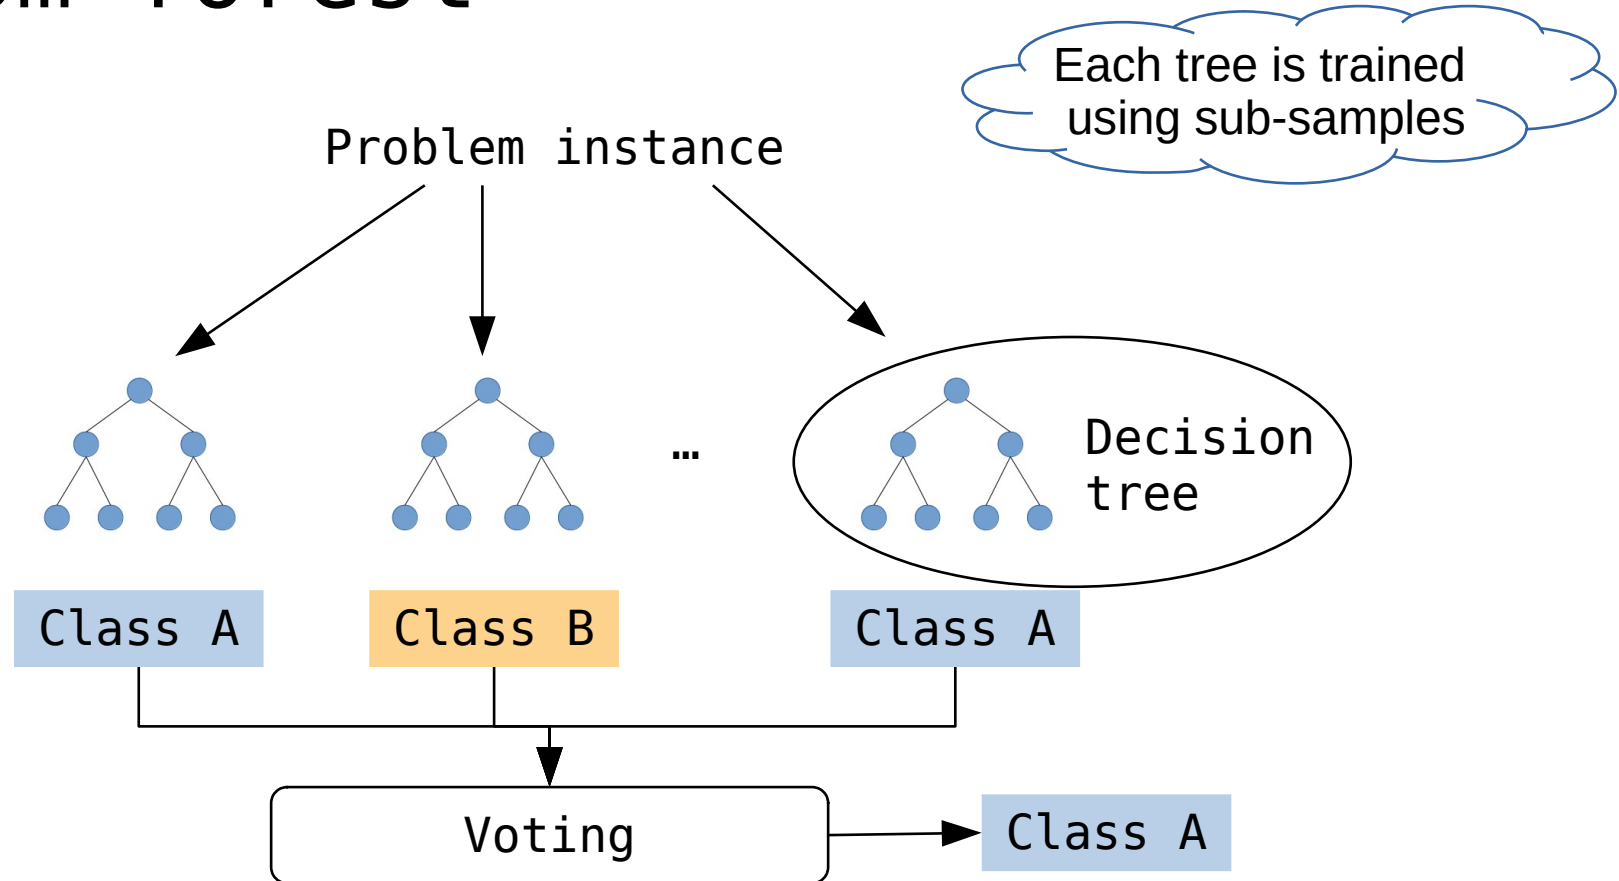 Each tree is trained
using sub-samples
Problem instance
…
Decision
tree
Class A
Class B
Class A
Voting
Class A